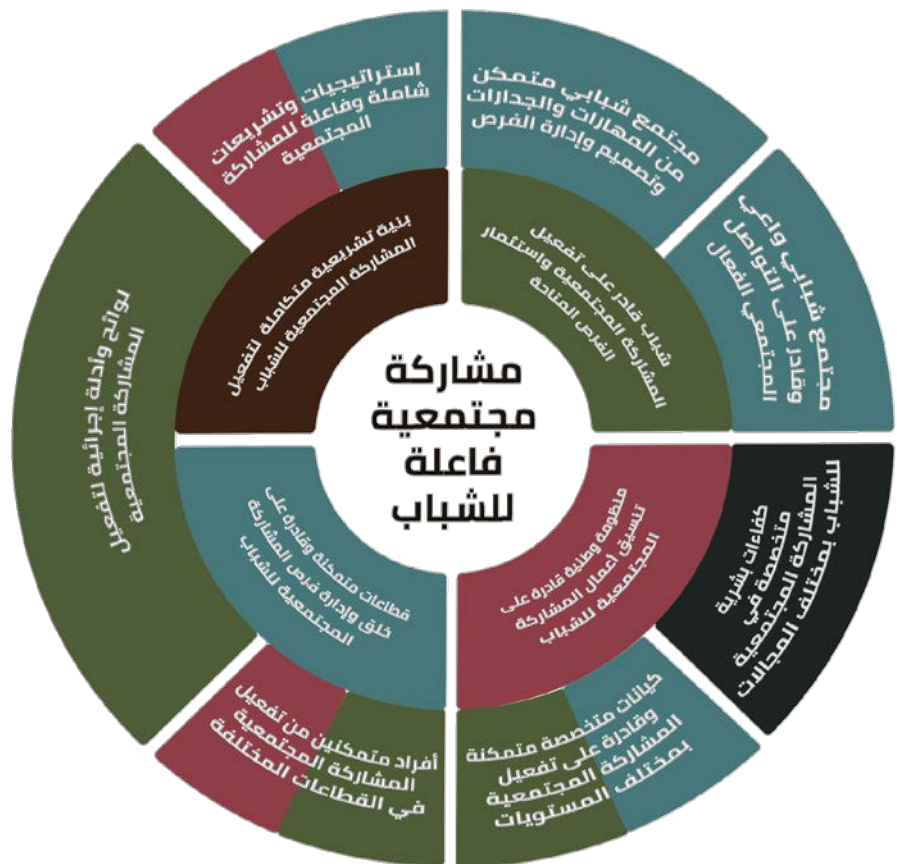 مشاركة
مجتمعية
فاعلة
للشباب
شباب قادر على تفعيل
المشاركة المجتمعية واستثمار
الفرص المتاحة
منظومة وطنية قادرة على
تنسيق أعمال المشاركة
المجتمعية للشباب
قطاعات متمكنة وقادرة على
خلق وإدارة فرص المشاركة
المجتمعية للشباب
بنية تشريعية متكاملة لتفعيل
المشاركة المجتمعية للشباب
مجتمع شبابي متمكن
من المهارات والجدارات
وتصميم وإدارة الفرص
مجتمع شبابي واعي
وقادر على التواصل
المجتمعي الفعال
كفاءات بشرية
متخصصة في
المشاركة المجتمعية
للشباب بمختلف المجالات
كيانات متخصصة متمكنة
وقادرة على تفعيل
المشاركة المجتمعية
بمختلف المستويات
أفراد متمكنين من تفعيل
المشاركة المجتمعية
في القطاعات المختلفة
لوائح وأدلة إجرائية لتفعيل
المشاركة المجتمعية
استراتيجيات وتشريعات
شاملة وفاعلة للمشاركة
المجتمعية